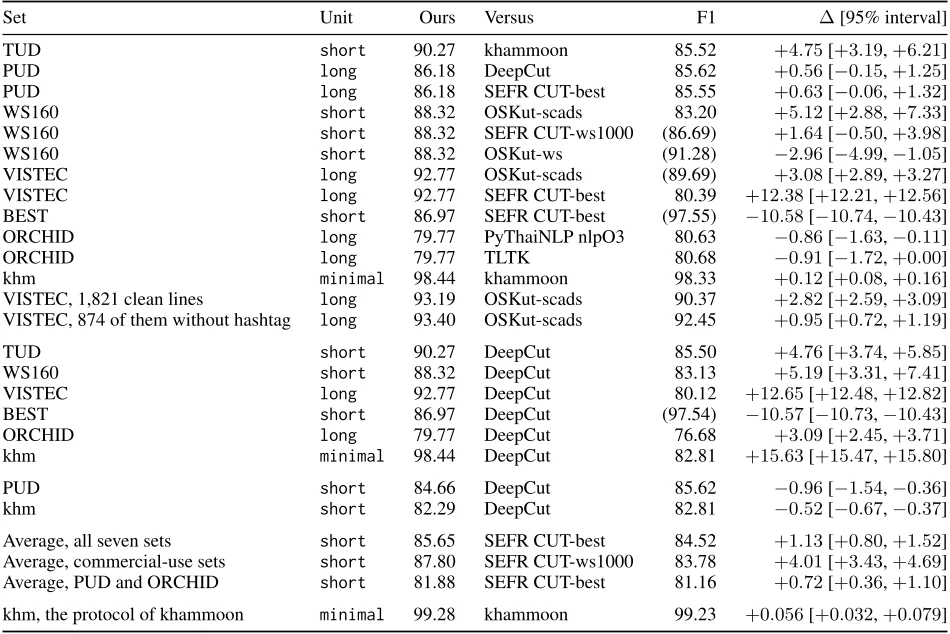 Set Unit Ours Versus F1 Δ [95% interval]
TUD short 90.27 khammoon 85.52 +4.75 [+3.19, +6.21]
PUD long 86.18 DeepCut 85.62 +0.56 [−0.15, +1.25]
PUD long 86.18 SEFR CUT-best 85.55 +0.63 [−0.06, +1.32]
WS160 short 88.32 OSKut-scads 83.20 +5.12 [+2.88, +7.33]
WS160 short 88.32 SEFR CUT-ws1000 (86.69) +1.64 [−0.50, +3.98]
WS160 short 88.32 OSKut-ws (91.28) −2.96 [−4.99, −1.05]
VISTEC long 92.77 OSKut-scads (89.69) +3.08 [+2.89, +3.27]
VISTEC long 92.77 SEFR CUT-best 80.39 +12.38 [+12.21, +12.56]
BEST short 86.97 SEFR CUT-best (97.55) −10.58 [−10.74, −10.43]
ORCHID long 79.77 PyThaiNLP nlpO3 80.63 −0.86 [−1.63, −0.11]
ORCHID long 79.77 TLTK 80.68 −0.91 [−1.72, +0.00]
khm minimal 98.44 khammoon 98.33 +0.12 [+0.08, +0.16]
VISTEC, 1,821 clean lines long 93.19 OSKut-scads 90.37 +2.82 [+2.59, +3.09]
VISTEC, 874 of them without hashtag long 93.40 OSKut-scads 92.45 +0.95 [+0.72, +1.19]
TUD short 90.27 DeepCut 85.50 +4.76 [+3.74, +5.85]
WS160 short 88.32 DeepCut 83.13 +5.19 [+3.31, +7.41]
VISTEC long 92.77 DeepCut 80.12 +12.65 [+12.48, +12.82]
BEST short 86.97 DeepCut (97.54) −10.57 [−10.73, −10.43]
ORCHID long 79.77 DeepCut 76.68 +3.09 [+2.45, +3.71]
khm minimal 98.44 DeepCut 82.81 +15.63 [+15.47, +15.80]
PUD short 84.66 DeepCut 85.62 −0.96 [−1.54, −0.36]
khm short 82.29 DeepCut 82.81 −0.52 [−0.67, −0.37]
Average, all seven sets short 85.65 SEFR CUT-best 84.52 +1.13 [+0.80, +1.52]
Average, commercial-use sets short 87.80 SEFR CUT-ws1000 83.78 +4.01 [+3.43, +4.69]
Average, PUD and ORCHID short 81.88 SEFR CUT-best 81.16 +0.72 [+0.36, +1.10]
khm, the protocol of khammoon minimal 99.28 khammoon 99.23 +0.056 [+0.032, +0.079]